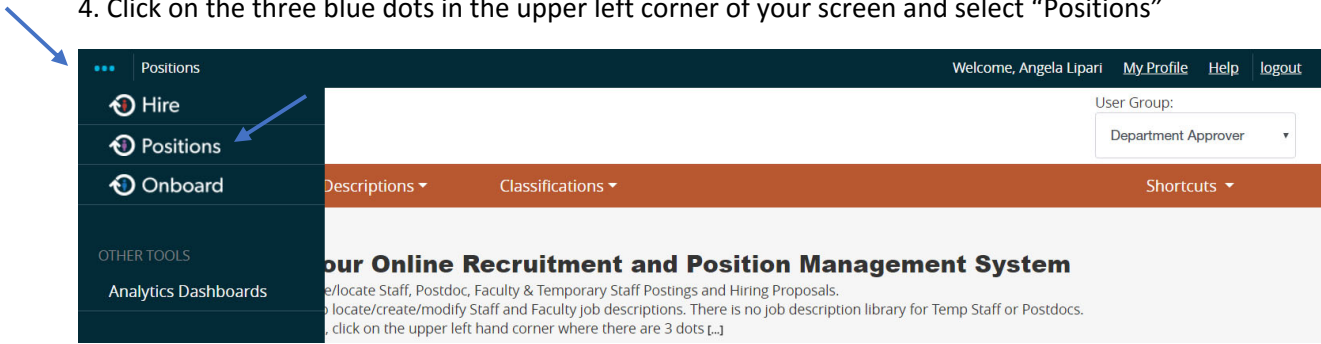 4. Click on the three blue dots in the upper left corner of your screen and select “Positions”
Positions
Welcome, Angela Lipari My Profile Help logout
Hire
User Group:
Positions
Department Approver
Onboard
Descriptions
Classifications
Shortcuts
OTHER TOOLS
our Online Recruitment and Position Management System
Analytics Dashboards
e/locate Staff, Postdoc, Faculty & Temporary Staff Postings and Hiring Proposals.
locate/create/modify Staff and Faculty job descriptions. There is no job description library for Temp Staff or Postdocs.
, click on the upper left hand corner where there are 3 dots [...]